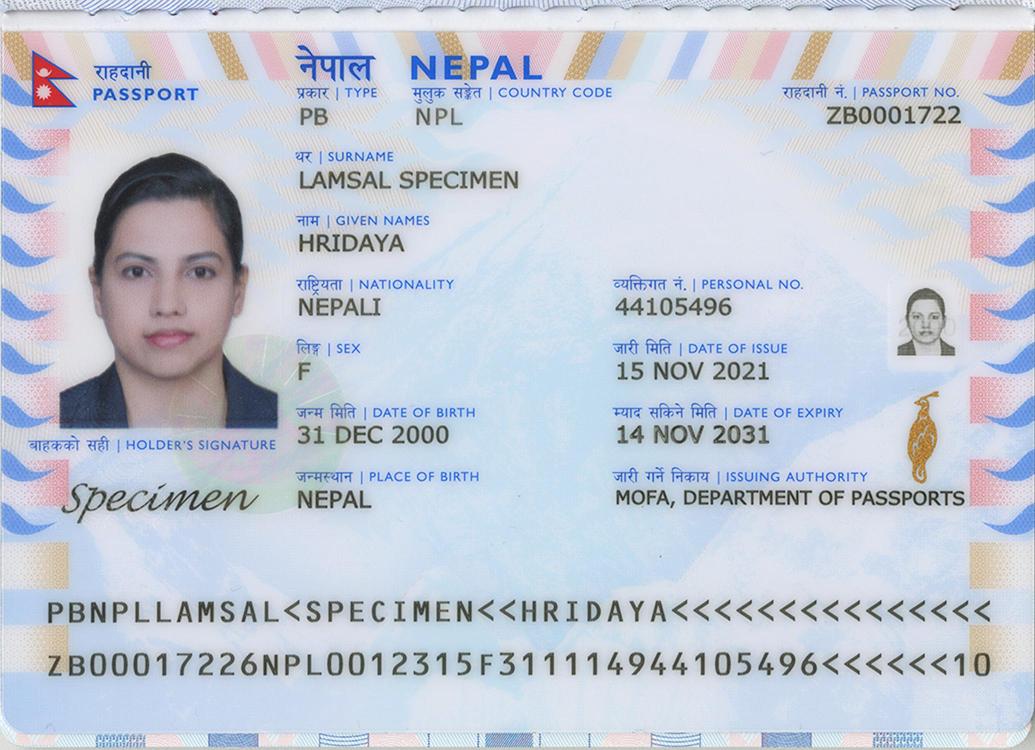 राहदानी
PASSPORT
नेपाल NEPAL
प्रकार | TYPE मुलुक सङ्केत | COUNTRY CODE राहदानी नं. | PASSPORT NO.
PB NPL ZB0001722
थर | SURNAME
LAMSAL SPECIMEN
नाम | GIVEN NAMES
HRIDAYA
राष्ट्रियता | NATIONALITY व्यक्तिगत नं. | PERSONAL NO.
NEPALI 44105496
लिङ्ग | SEX जारी मिति | DATE OF ISSUE
F 15 NOV 2021
जन्म मिति | DATE OF BIRTH म्याद सकिने मिति | DATE OF EXPIRY
31 DEC 2000 14 NOV 2031
बाहकको सही | HOLDER'S SIGNATURE
जन्मस्थान | PLACE OF BIRTH जारी गर्ने निकाय | ISSUING AUTHORITY
Specimen
NEPAL MOFA, DEPARTMENT OF PASSPORTS
PBNPLLAMSAL<SPECIMEN<<HRIDAYA<<<<<<<<<<<<<<<
ZB00017226NPL0012315F311114944105496<<<<<<10